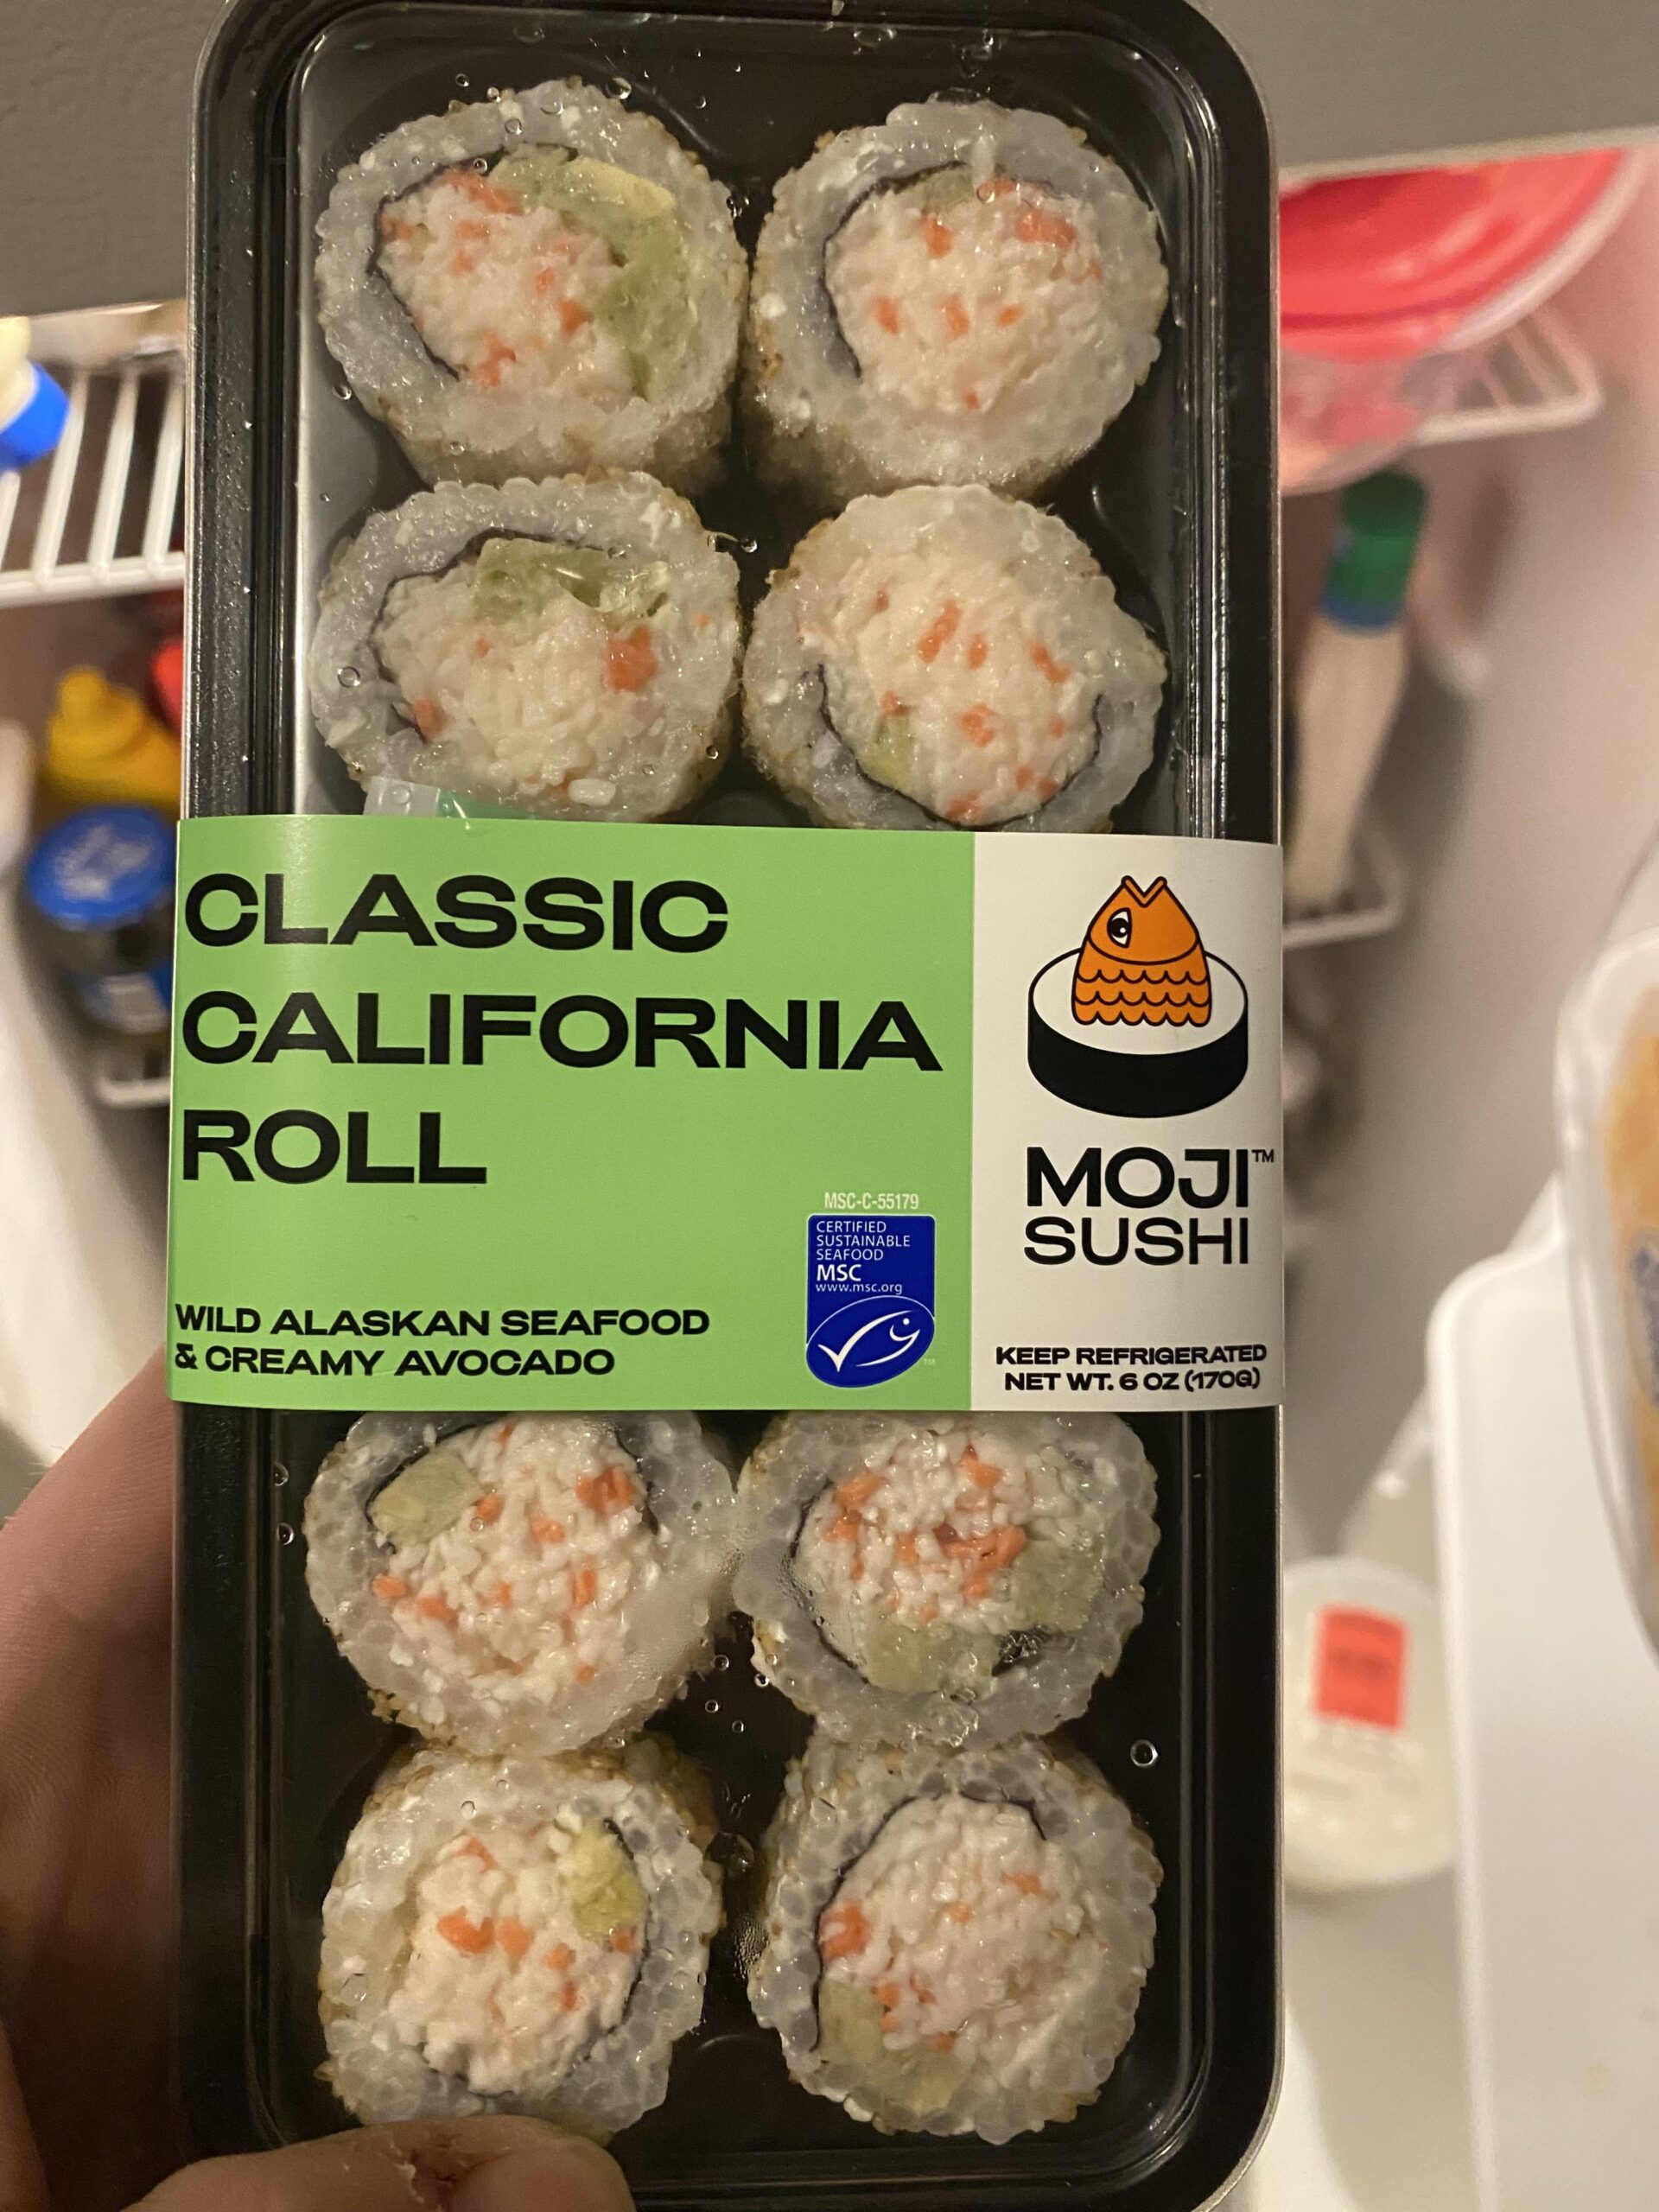 CLASSIC
CALIFORNIA
ROLL
WILD ALASKAN SEAFOOD
& CREAMY AVOCADO
MSC-C-55179
CERTIFIED
SUSTAINABLE
SEAFOOD
MSC
www.msc.org
TM
MOJI™
SUSHI
KEEP REFRIGERATED
NET WT. 6 OZ (170G)